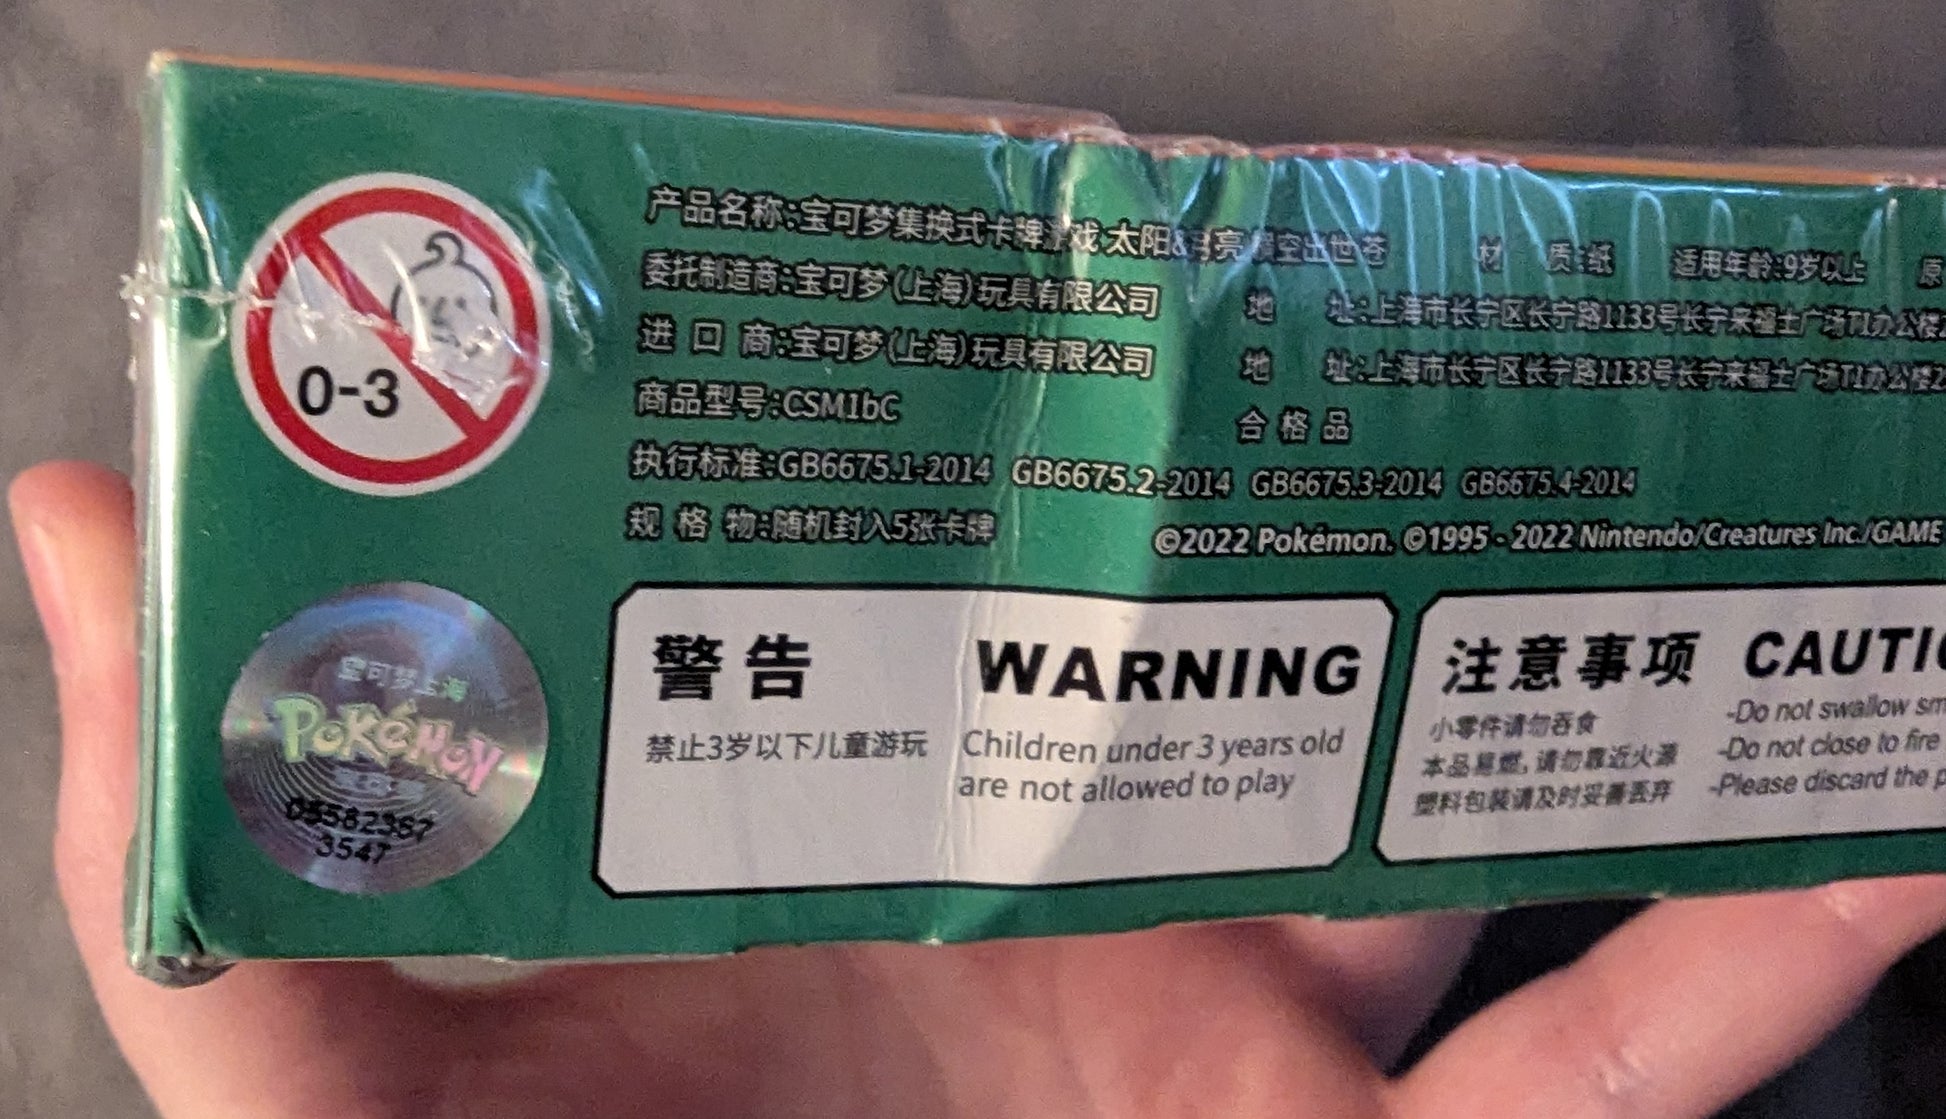 0-3
产品名称:宝可梦集换式卡牌游戏 太阳&月亮 横空出世 苍 材 质:纸 适用年龄:9岁以上 原
委托制造商:宝可梦(上海)玩具有限公司 地 址:上海市长宁区长宁路1133号长宁来福士广场T1办公楼
进 口 商:宝可梦(上海)玩具有限公司 地 址:上海市长宁区长宁路1133号长宁来福士广场T1办公楼2
商品型号:CSM1bC 合 格 品
执行标准:GB6675.1-2014 GB6675.2-2014 GB6675.3-2014 GB6675.4-2014
规 格 物:随机封入5张卡牌 ©2022 Pokémon. ©1995 - 2022 Nintendo/Creatures Inc./GAME
宝可梦上海
POKéMON
05582367
3547
警告 WARNING
禁止3岁以下儿童游玩
Children under 3 years old
are not allowed to play
注意事项 CAUTIO
小零件请勿吞食
本品易燃,请勿靠近火源
塑料包装请及时妥善丢弃
-Do not swallow sm
-Do not close to fire
-Please discard the p